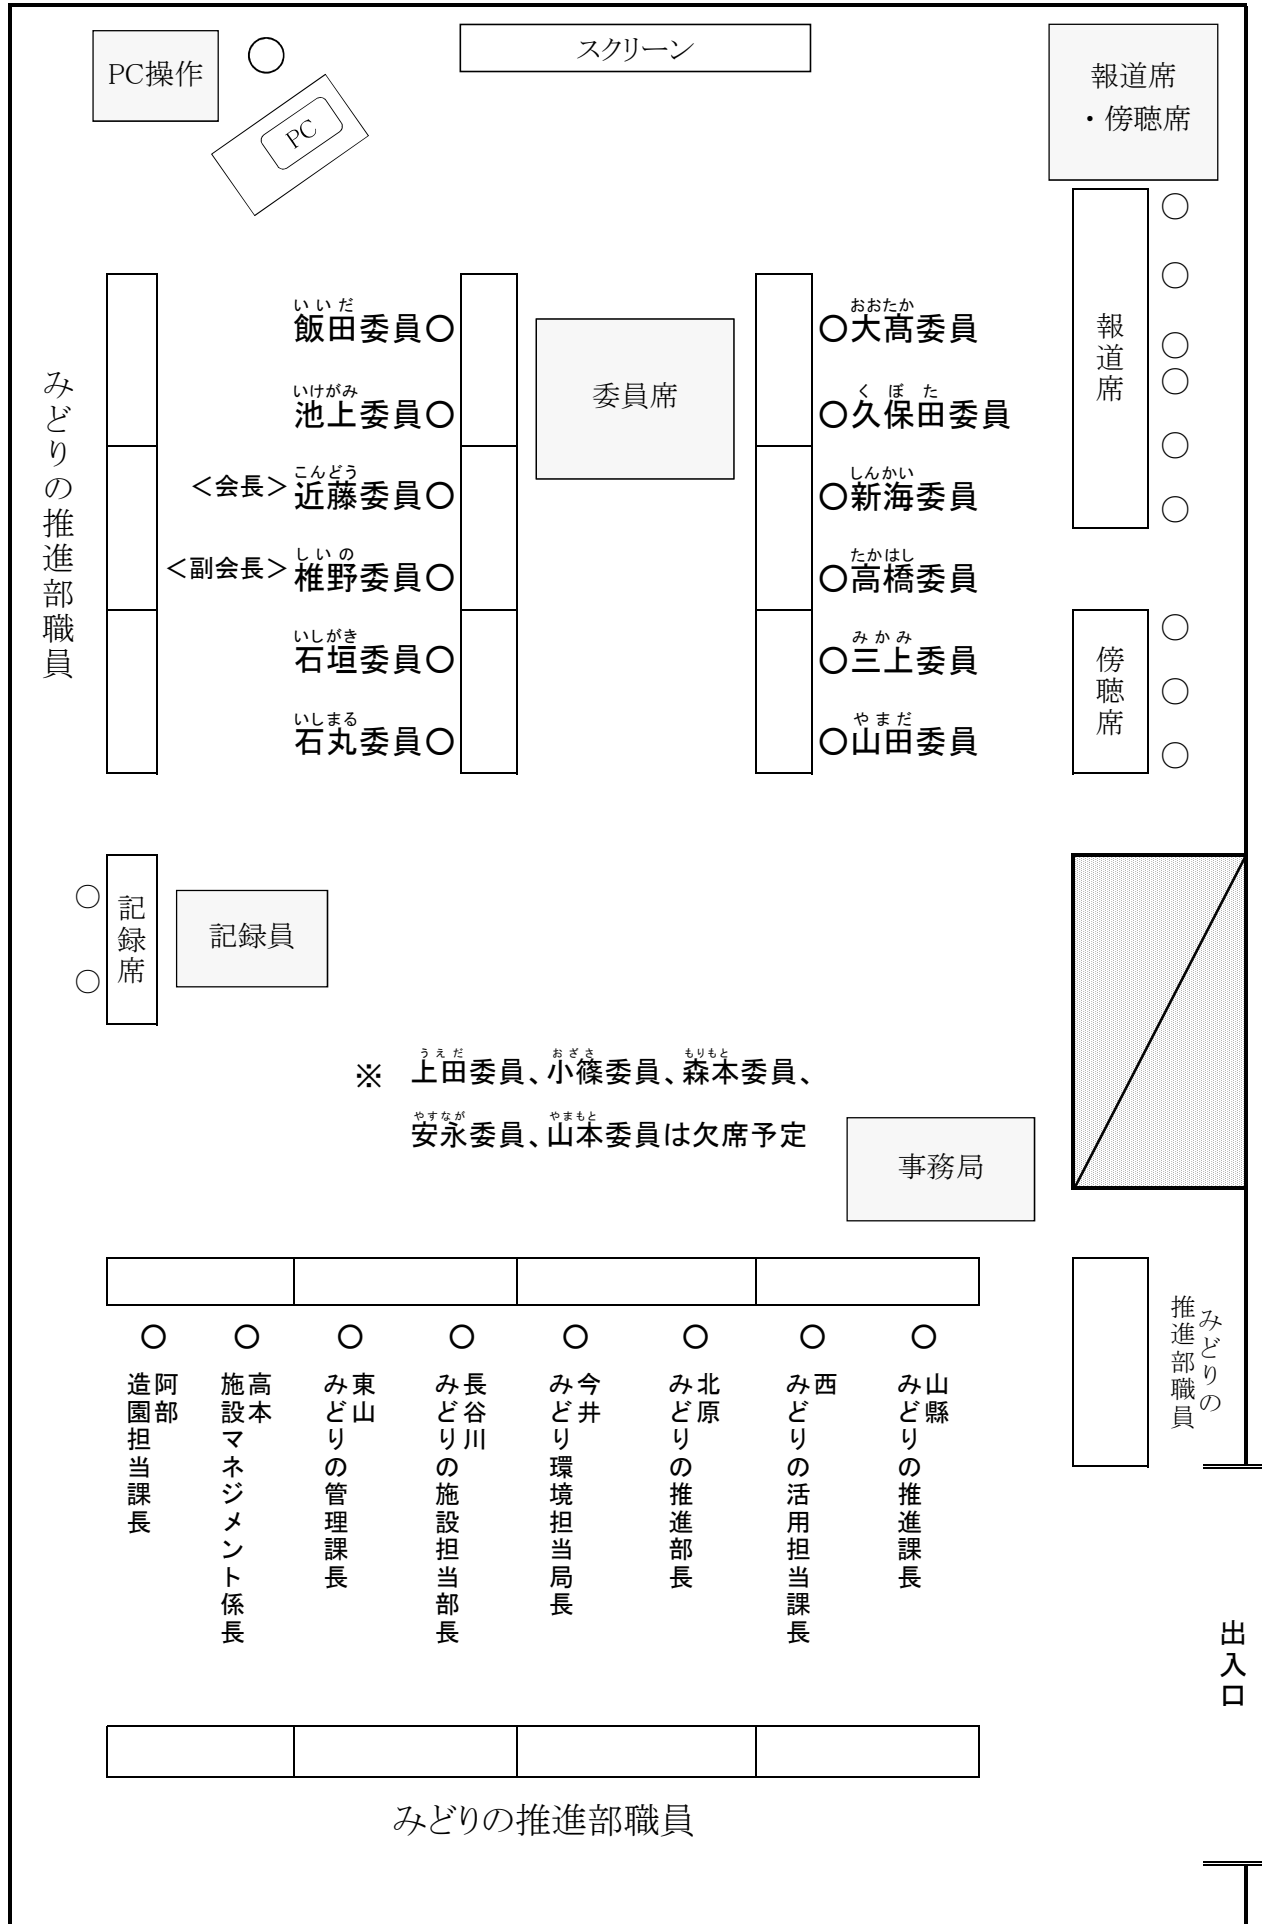 PC操作
スクリーン
報道席
・傍聴席
PC
みどりの推進部職員
いいだ
飯田委員○
いけがみ
池上委員○
こんどう
＜会長＞近藤委員○
しいの
＜副会長＞椎野委員○
いしがき
石垣委員○
いしまる
石丸委員○
委員席
おおたか
○大髙委員
くぼた
○久保田委員
しんかい
○新海委員
たかはし
○高橋委員
みかみ
○三上委員
やまだ
○山田委員
報道席
傍聴席
記録席
記録員
うえだ おざさ もりもと
※ 上田委員、小篠委員、森本委員、
やすなが やまもと
安永委員、山本委員は欠席予定
事務局
阿部
造園担当課長
高本
施設マネジメント係長
東山
みどりの管理課長
長谷川
みどりの施設担当部長
今井
みどり環境担当局長
北原
みどりの推進部長
西
みどりの活用担当課長
山縣
みどりの推進課長
みどりの
推進部職員
出入口
みどりの推進部職員